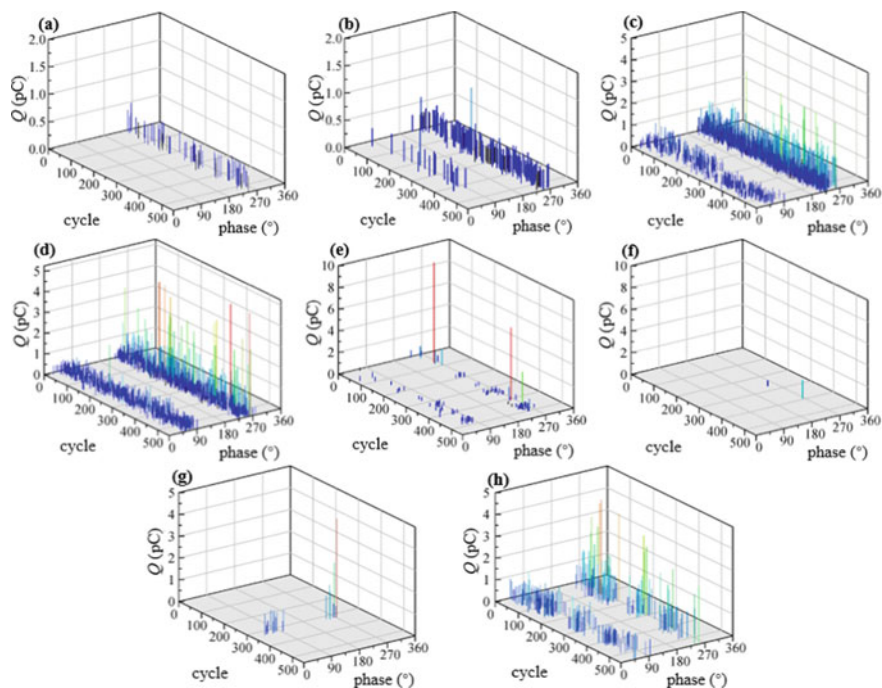 (a) (b) (c)
2.0 2.0 5
1.5 1.5 4
1.0 1.0 3
0.5 0.5 2
0.0 0.0 1
0
Q (pC) Q (pC) Q (pC)
0 100 200 300 400 500 0 90 180 270 360
0 100 200 300 400 500 0 90 180 270 360
0 100 200 300 400 500 0 90 180 270 360
cycle phase (°) cycle phase (°) cycle phase (°)
(d) (e) (f)
5 10 10
4 8 8
3 6 6
2 4 4
1 2 2
0 0 0
Q (pC) Q (pC) Q (pC)
0 100 200 300 400 500 0 90 180 270 360
0 100 200 300 400 500 0 90 180 270 360
0 100 200 300 400 500 0 90 180 270 360
cycle phase (°) cycle phase (°) cycle phase (°)
(g) (h)
5 5
4 4
3 3
2 2
1 1
0 0
Q (pC) Q (pC)
0 100 200 300 400 500 0 90 180 270 360
0 100 200 300 400 500 0 90 180 270 360
cycle phase (°) cycle phase (°)